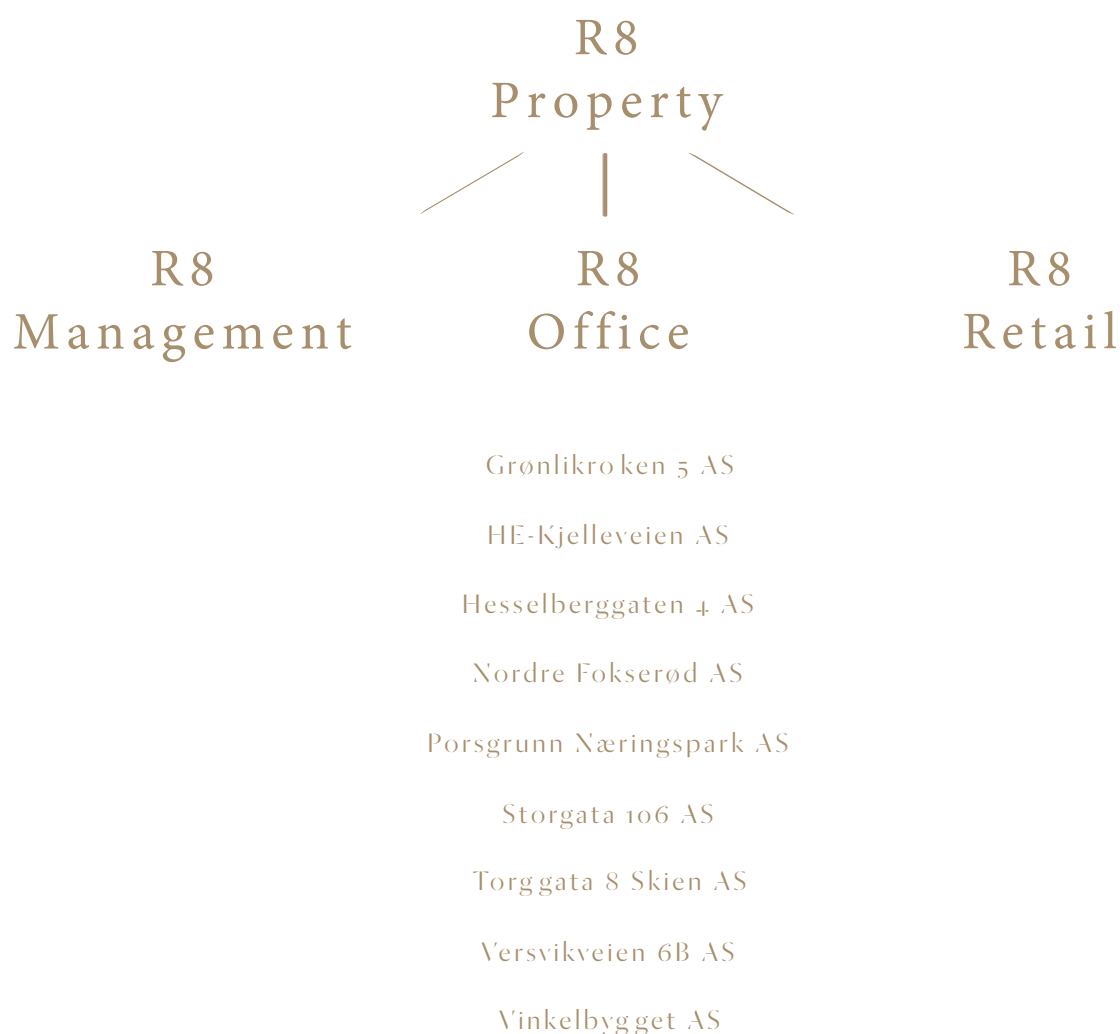 R8
Property
R8
Management
R8
Office
R8
Retail
Grønlikroken 5 AS
HE-Kjelleveien AS
Hesselberggaten 4 AS
Nordre Fokserød AS
Porsgrunn Næringspark AS
Storgata 106 AS
Torggata 8 Skien AS
Versvikveien 6B AS
Vinkelbygget AS